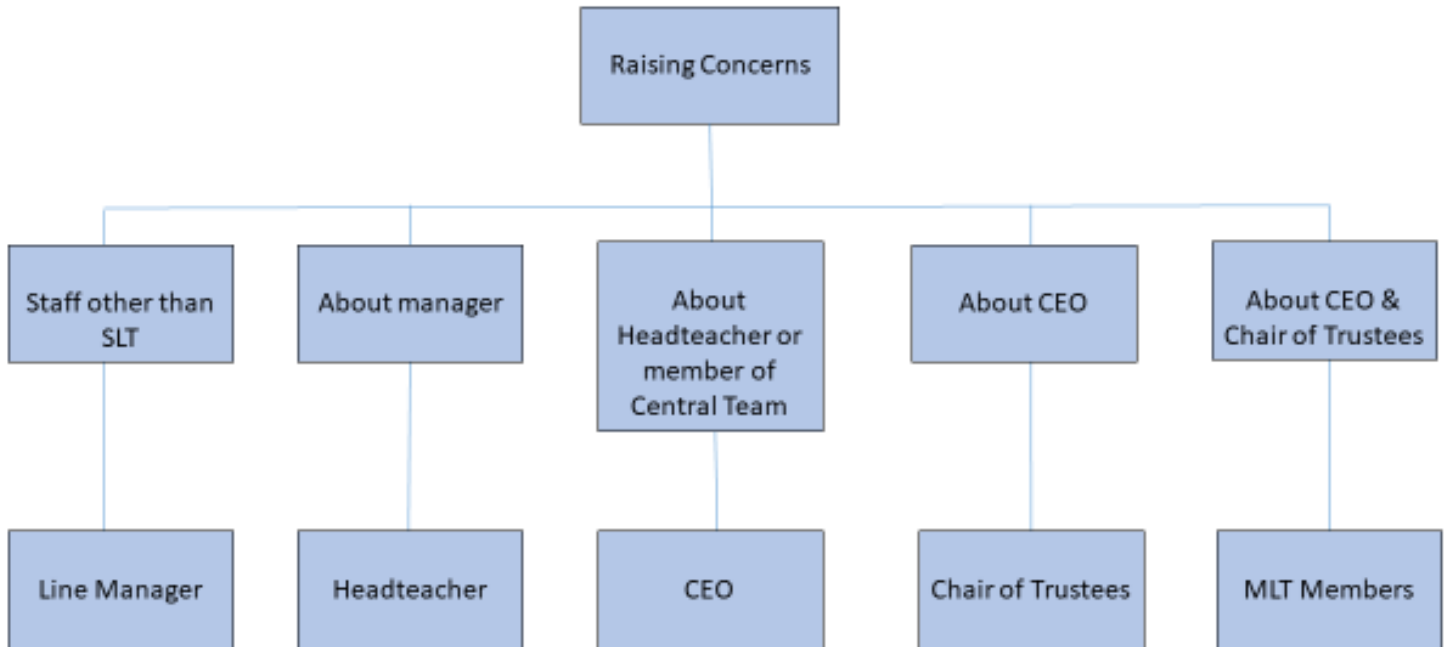 Raising Concerns
Staff other than
SLT
About manager
About
Headteacher or
member of
Central Team
About CEO
About CEO &
Chair of Trustees
Line Manager
Headteacher
CEO
Chair of Trustees
MLT Members